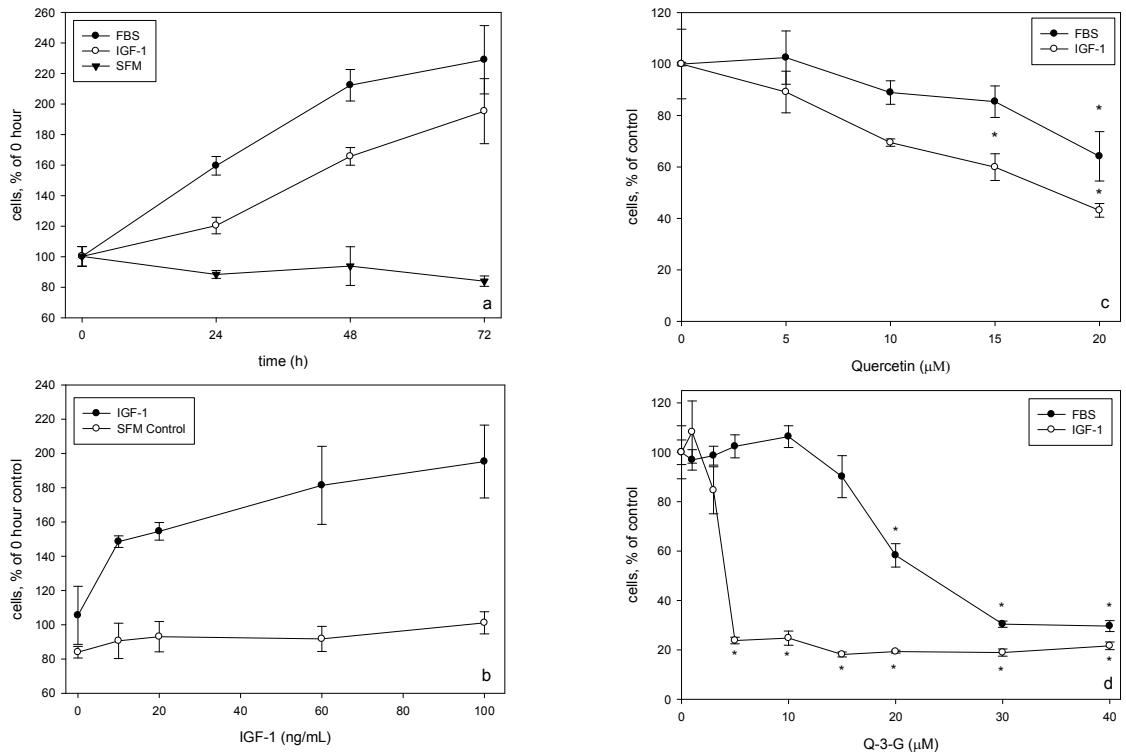 260
240
220
200
180
160
140
120
100
80
60
cells, % of 0 hour
FBS
IGF-1
SFM
a
0 24 48 72
time (h)
240
220
200
180
160
140
120
100
80
60
cells, % of 0 hour control
IGF-1
SFM Control
b
0 20 40 60 80 100
IGF-1 (ng/mL)
120
100
80
60
40
20
0
cells, % of control
FBS
IGF-1
*
*
*
c
0 5 10 15 20
Quercetin (μM)
120
100
80
60
40
20
0
cells, % of control
FBS
IGF-1
* * *
* * * * * *
d
0 10 20 30 40
Q-3-G (μM)